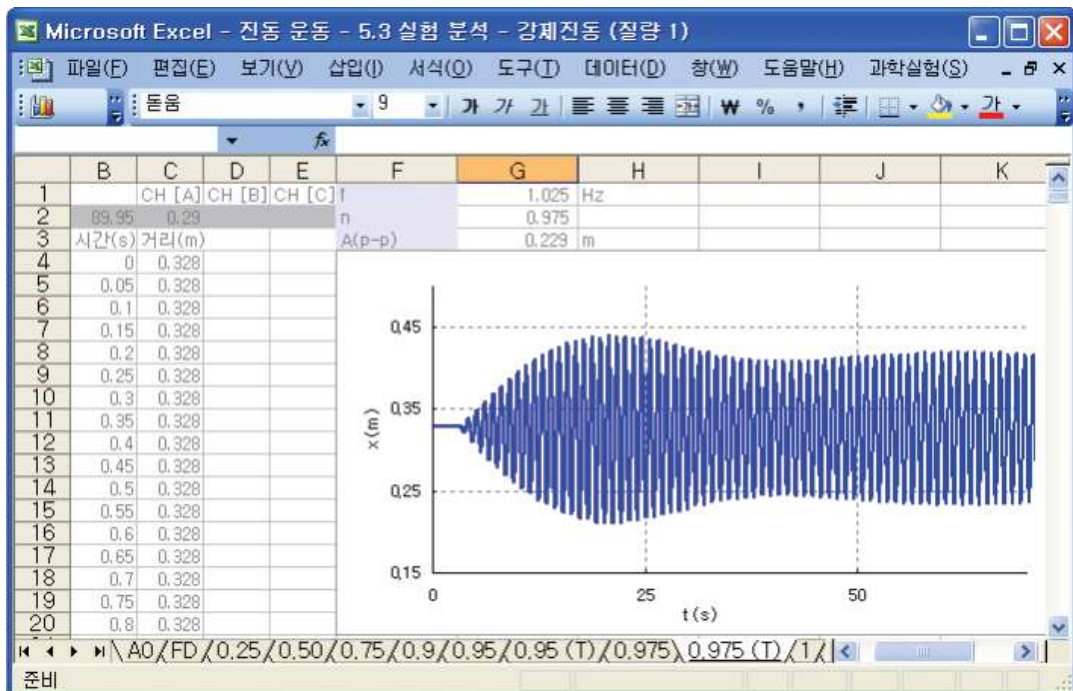 Microsoft Excel - 진동 운동 - 5.3 실험 분석 - 강제진동 (질량 1)
파일(F) 편집(E) 보기(V) 삽입(I) 서식(O) 도구(T) 데이터(D) 창(W) 도움말(H) 과학실험(S)
돋움 9 가 가 가 ₩ % , 가
fx
B C D E F G H I J K
1 CH [A] CH [B] CH [C] f 1.025 Hz
2 89.95 0.29 n 0.975
3 시간(s) 거리(m) A(p-p) 0.229 m
4 0 0.328
5 0.05 0.328
6 0.1 0.328
7 0.15 0.328
8 0.2 0.328
9 0.25 0.328
10 0.3 0.328
11 0.35 0.328
12 0.4 0.328
13 0.45 0.328
14 0.5 0.328
15 0.55 0.328
16 0.6 0.328
17 0.65 0.328
18 0.7 0.328
19 0.75 0.328
20 0.8 0.328
0.45
0.35
0.25
0.15
x(m)
0 25 50
t(s)
A0 / FD / 0.25 / 0.50 / 0.75 / 0.9 / 0.95 / 0.95 (T) / 0.975 \ 0.975 (T) / 1 /
준비